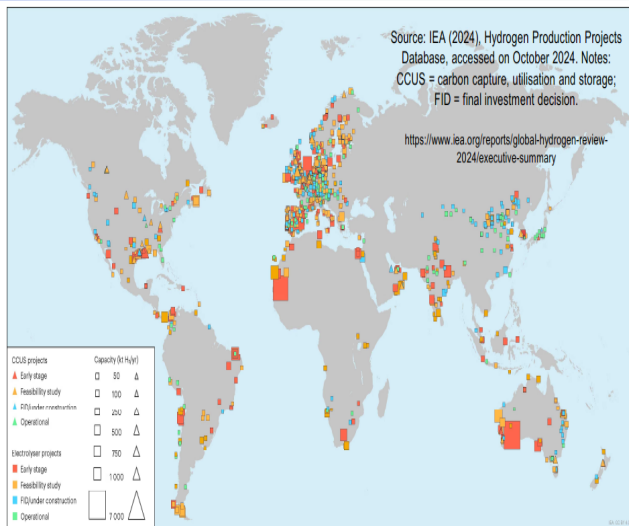 Source: IEA (2024), Hydrogen Production Projects
Database, accessed on October 2024. Notes:
CCUS = carbon capture, utilisation and storage;
FID = final investment decision.
https://www.iea.org/reports/global-hydrogen-review-
2024/executive-summary
CCUS projects
Early stage
Feasibility study
FID/under construction
Operational
Electrolyser projects
Early stage
Feasibility study
FID/under construction
Operational
Capacity (kt H₂/yr)
50
100
250
500
750
1 000
7 000